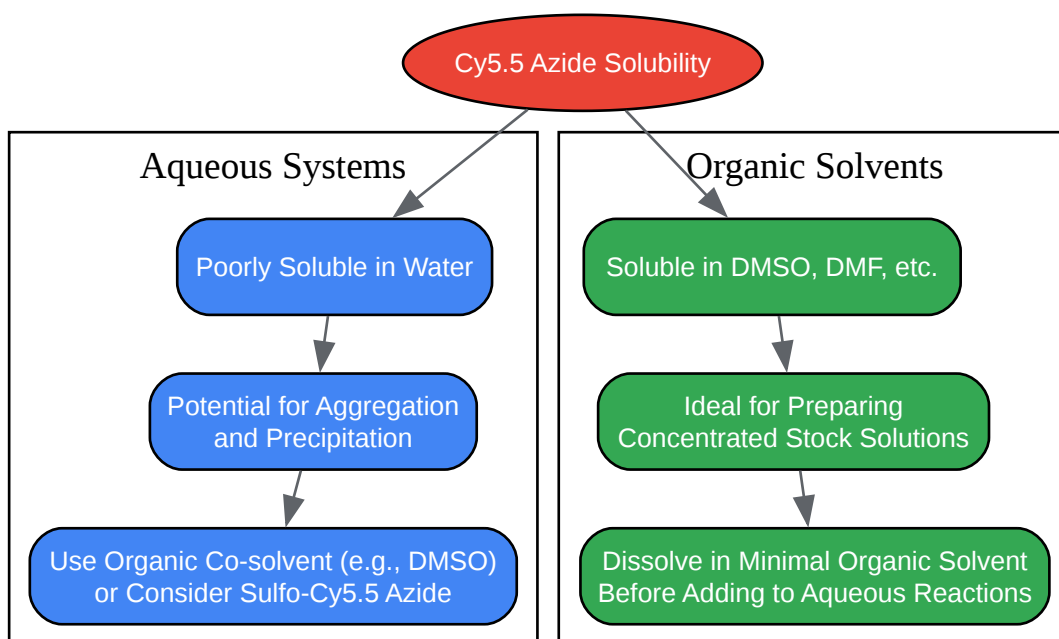 Cy5.5 Azide Solubility
Aqueous Systems
Poorly Soluble in Water
Potential for Aggregation
and Precipitation
Use Organic Co-solvent (e.g., DMSO)
or Consider Sulfo-Cy5.5 Azide
Organic Solvents
Soluble in DMSO, DMF, etc.
Ideal for Preparing
Concentrated Stock Solutions
Dissolve in Minimal Organic Solvent
Before Adding to Aqueous Reactions